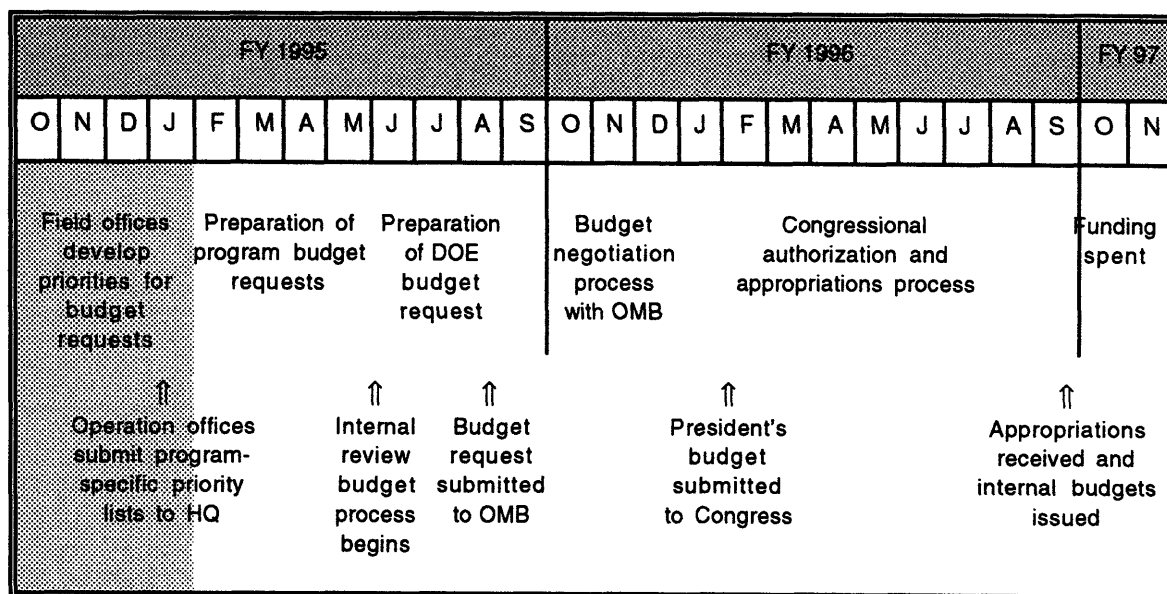 FY 1995 FY 1996 FY 97
O N D J F M A M J J A S O N D J F M A M J J A S O N
Field offices
develop
priorities for
budget
requests
Preparation of
program budget
requests
Preparation
of DOE
budget
request
Budget
negotiation
process
with OMB
Congressional
authorization and
appropriations process
Funding
spent
⇑ ⇑ ⇑ ⇑ ⇑
Operation offices
submit program-
specific priority
lists to HQ
Internal
review
budget
process
begins
Budget
request
submitted
to OMB
President's
budget
submitted
to Congress
Appropriations
received and
internal budgets
issued